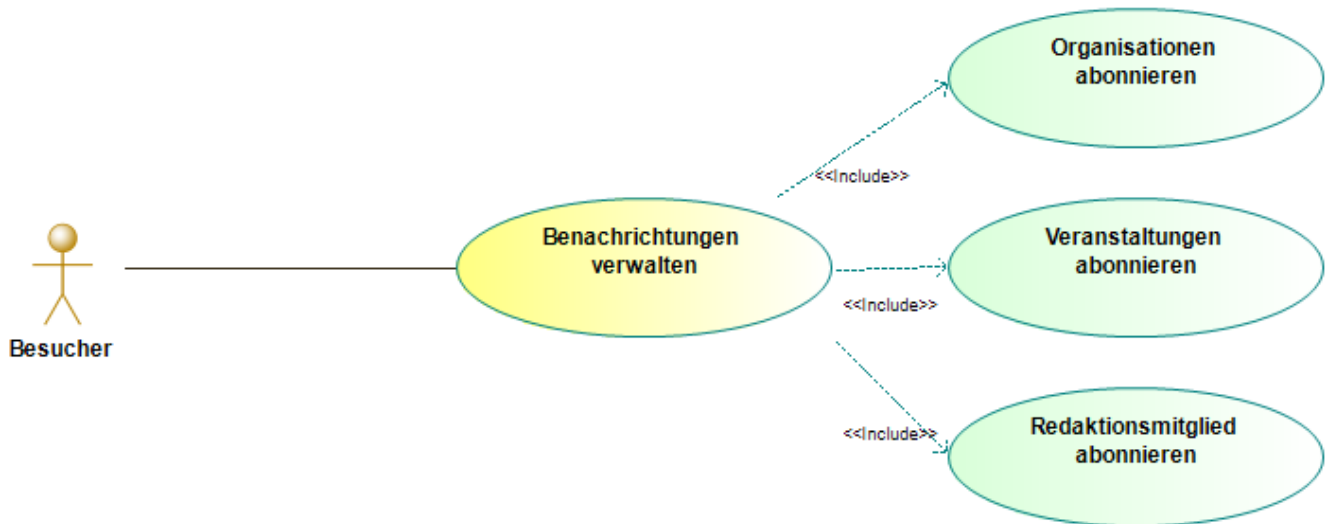 Organisationen
abonnieren
<<Include>>
Benachrichtungen
verwalten
Veranstaltungen
abonnieren
<<Include>>
Besucher
Redaktionsmitglied
abonnieren
<<Include>>